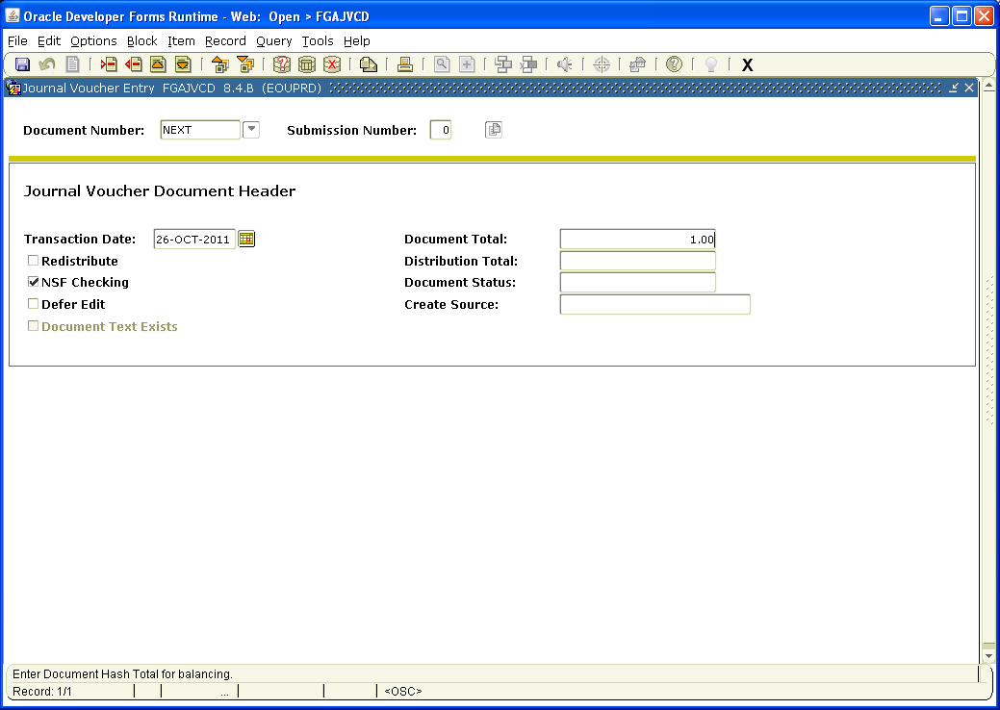 Oracle Developer Forms Runtime - Web: Open > FGAJVCD
File Edit Options Block Item Record Query Tools Help
X
Journal Voucher Entry FGAJVCD 8.4.B (EOUPRD)
Document Number: NEXT Submission Number: 0
Journal Voucher Document Header
Transaction Date: 26-OCT-2011 Document Total: 1.00
Redistribute Distribution Total:
NSF Checking Document Status:
Defer Edit Create Source:
Document Text Exists
Enter Document Hash Total for balancing.
Record: 1/1 ... <OSC>